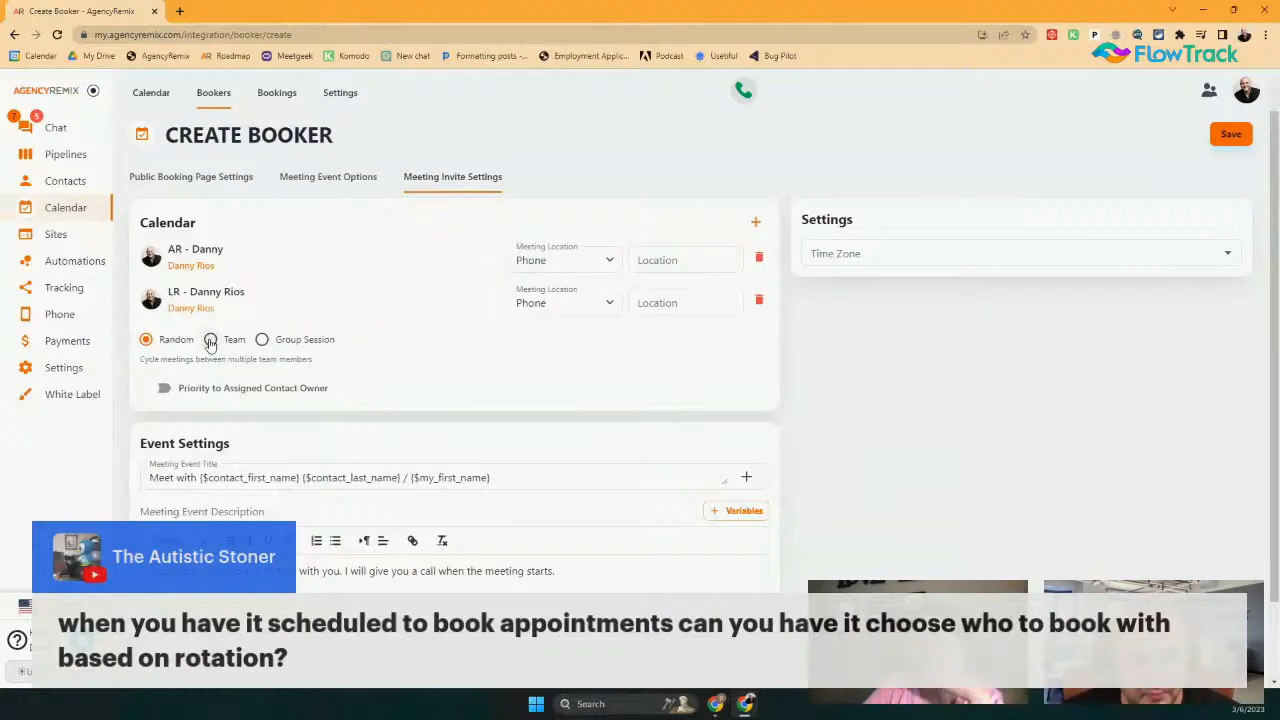 AR Create Booker
my.agencyremix.com/integration/booker/create
Calendar My Drive AgencyRemix Roadmap Meetgeek Komodo New chat Formatting posts -... Employment Applic... Podcast Usetiful Bug Pilot
FlowTrack
AGENCYREMIX
Calendar Bookers Bookings Settings
7 5
Chat
Pipelines
Contacts
Calendar
Sites
Automations
Tracking
Phone
Payments
Settings
White Label
CREATE BOOKER
Save
Public Booking Page Settings Meeting Event Options Meeting Invite Settings
Calendar
AR - Danny
Danny Rios
Meeting Location
Phone
Location
LR - Danny Rios
Danny Rios
Meeting Location
Phone
Location
Random Team Group Session
Cycle meetings between multiple team members
Priority to Assigned Contact Owner
Settings
Time Zone
Event Settings
Meeting Event Title
Meet with {$contact_first_name} {$contact_last_name} / {$my_first_name}
Meeting Event Description
+ Variables
with you. I will give you a call when the meeting starts.
The Autistic Stoner
when you have it scheduled to book appointments can you have it choose who to book with
based on rotation?
Search
3/6/2023